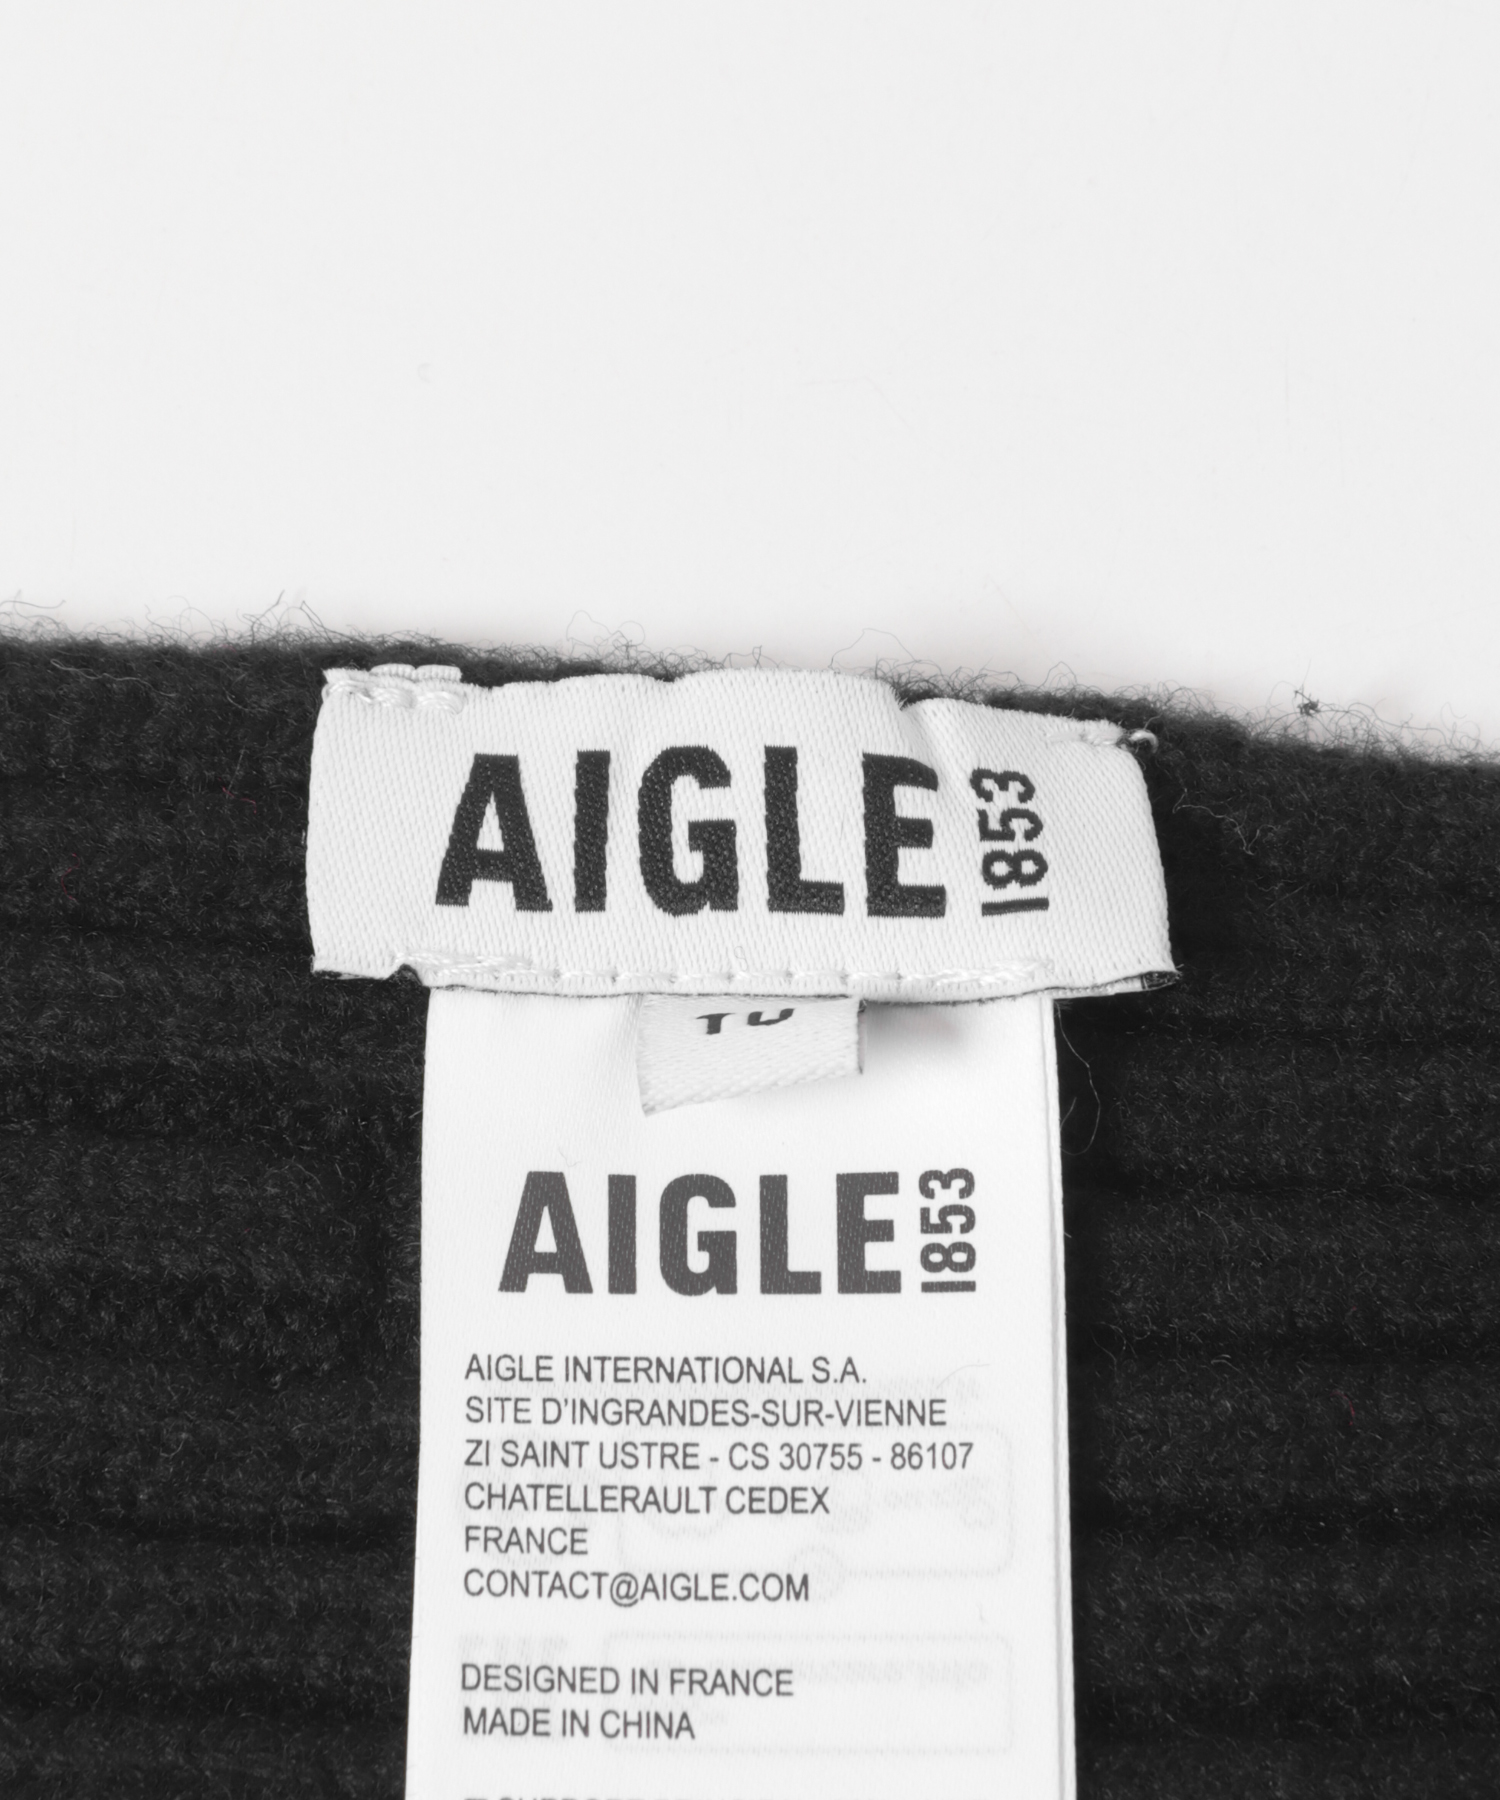 AIGLE 1853
AIGLE 1853
AIGLE INTERNATIONAL S.A.
SITE D'INGRANDES-SUR-VIENNE
ZI SAINT USTRE - CS 30755 - 86107
CHATELLERAULT CEDEX
FRANCE
CONTACT@AIGLE.COM
DESIGNED IN FRANCE
MADE IN CHINA